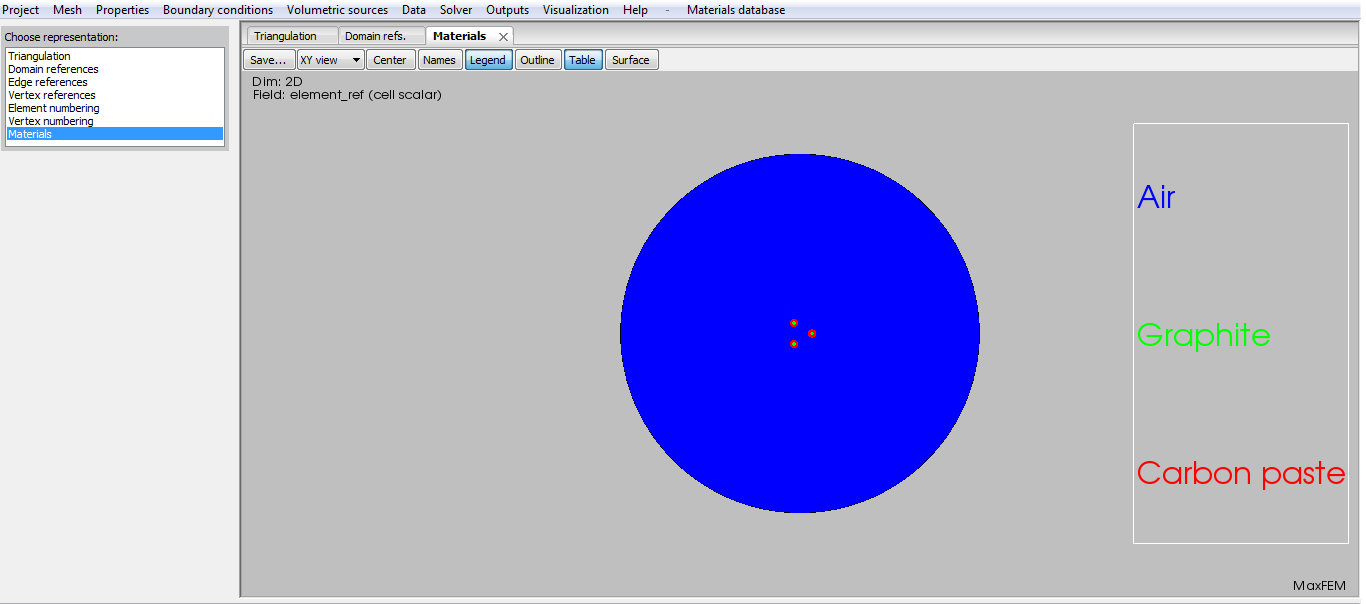 Project Mesh Properties Boundary conditions Volumetric sources Data Solver Outputs Visualization Help - Materials database
Choose representation:
Triangulation
Domain references
Edge references
Vertex references
Element numbering
Vertex numbering
Materials
Triangulation Domain refs. Materials
Save... XY view Center Names Legend Outline Table Surface
Dim: 2D
Field: element_ref (cell scalar)
Air
Graphite
Carbon paste
MaxFEM